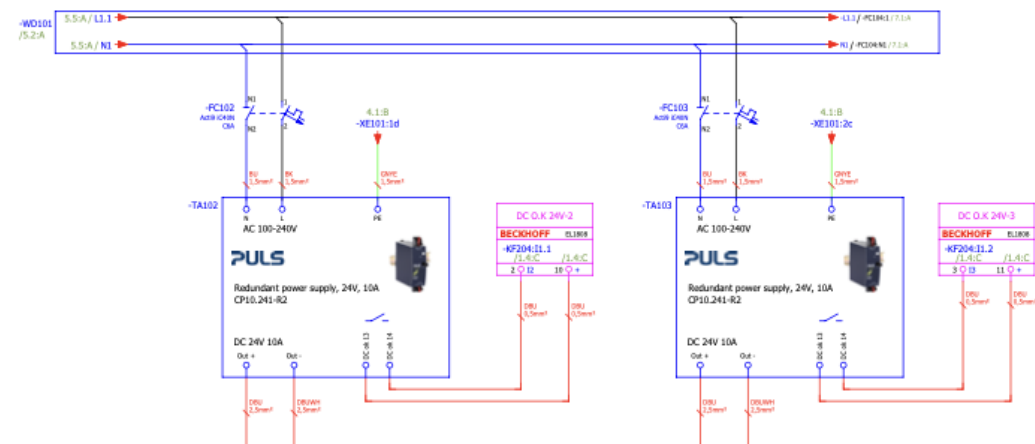 -WD101
/5.2:A
5.5:A / L1.1
5.5:A / N1
-L1.1 / -FC104:1 / 7.1:A
N1 / -FC104:N1 / 7.1:A
-FC102
Acti9 iC40N
C6A
N1
1
N2
2
4.1:B
-XE101:1d
BU
1,5mm²
BK
1,5mm²
GNYE
1,5mm²
-TA102
N
L
PE
AC 100-240V
PULS
Redundant power supply, 24V, 10A
CP10.241-R2
DC 24V 10A
Out +
Out -
DC ok 13
DC ok 14
DBU
2,5mm²
DBUWH
2,5mm²
DC O.K 24V-2
BECKHOFF EL1808
-KF204:I1.1
/1.4:C /1.4:C
2 I2 10 +
DBU
0,5mm²
DBU
0,5mm²
-FC103
Acti9 iC40N
C6A
N1
1
N2
2
4.1:B
-XE101:2c
BU
1,5mm²
BK
1,5mm²
GNYE
1,5mm²
-TA103
N
L
PE
AC 100-240V
PULS
Redundant power supply, 24V, 10A
CP10.241-R2
DC 24V 10A
Out +
Out -
DC ok 13
DC ok 14
DBU
2,5mm²
DBUWH
2,5mm²
DC O.K 24V-3
BECKHOFF EL1808
-KF204:I1.2
/1.4:C /1.4:C
3 I3 11 +
DBU
0,5mm²
DBU
0,5mm²